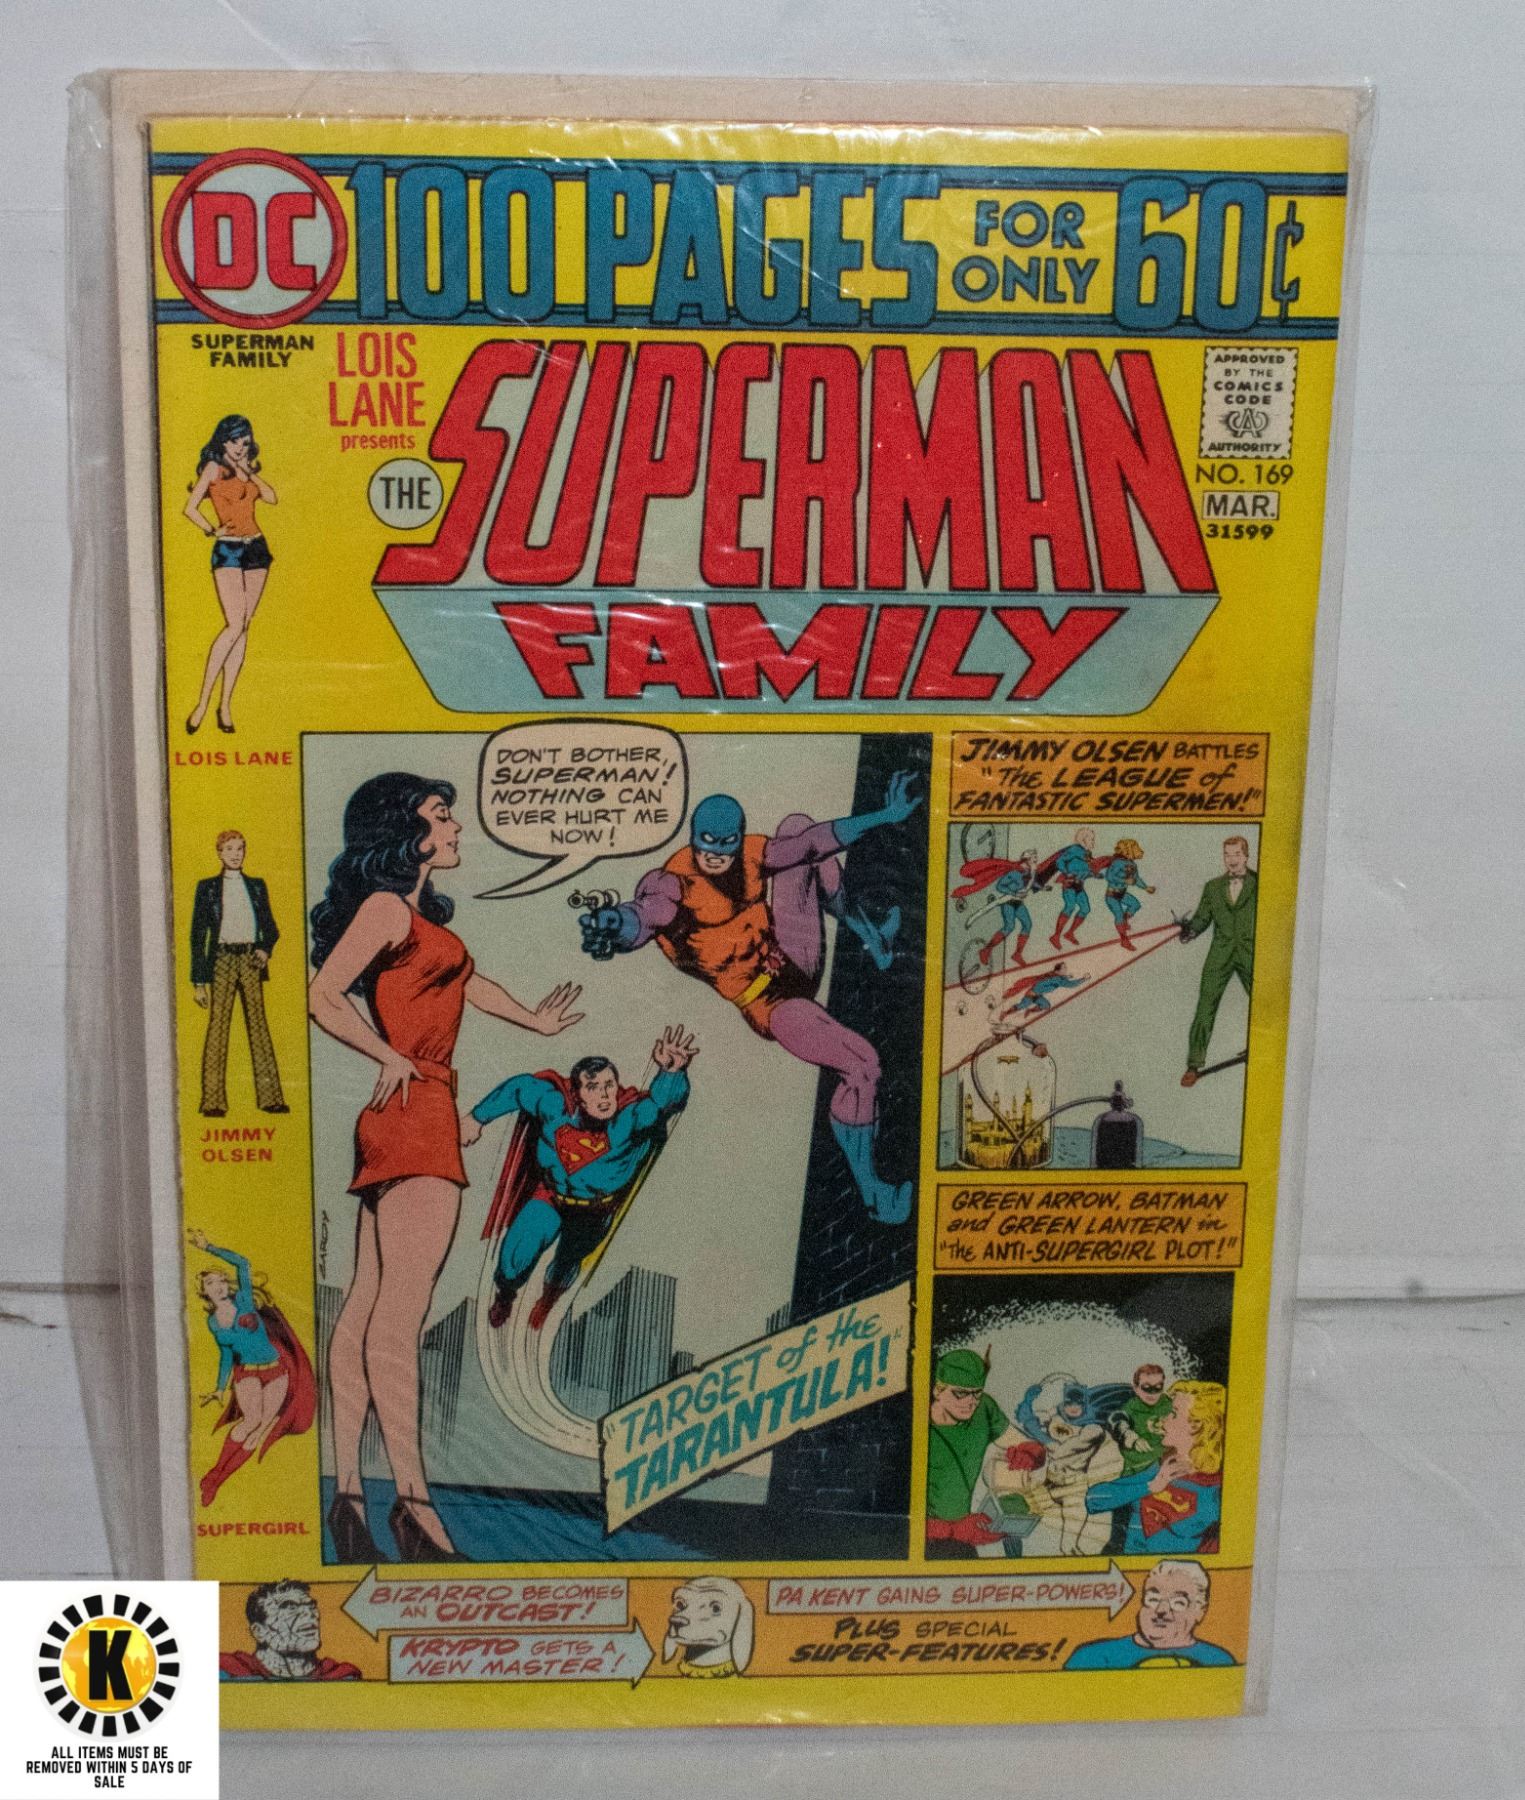 DC 100 PAGES FOR ONLY 60¢
SUPERMAN
FAMILY
LOIS
LANE
presents
THE SUPERMAN
FAMILY
APPROVED
BY THE
COMICS
CODE
CA
AUTHORITY
NO. 169
MAR.
31599
LOIS LANE
JIMMY
OLSEN
SUPERGIRL
DON'T BOTHER,
SUPERMAN!
NOTHING CAN
EVER HURT ME
NOW!
CARDY
"TARGET of the
TARANTULA!"
JIMMY OLSEN BATTLES
"The LEAGUE of
FANTASTIC SUPERMEN!"
GREEN ARROW, BATMAN
and GREEN LANTERN in
"The ANTI-SUPERGIRL PLOT!"
BIZARRO BECOMES
AN OUTCAST!
KRYPTO GETS A
NEW MASTER!
PA KENT GAINS SUPER-POWERS!
PLUS SPECIAL
SUPER-FEATURES!
K
ALL ITEMS MUST BE
REMOVED WITHIN 5 DAYS OF
SALE